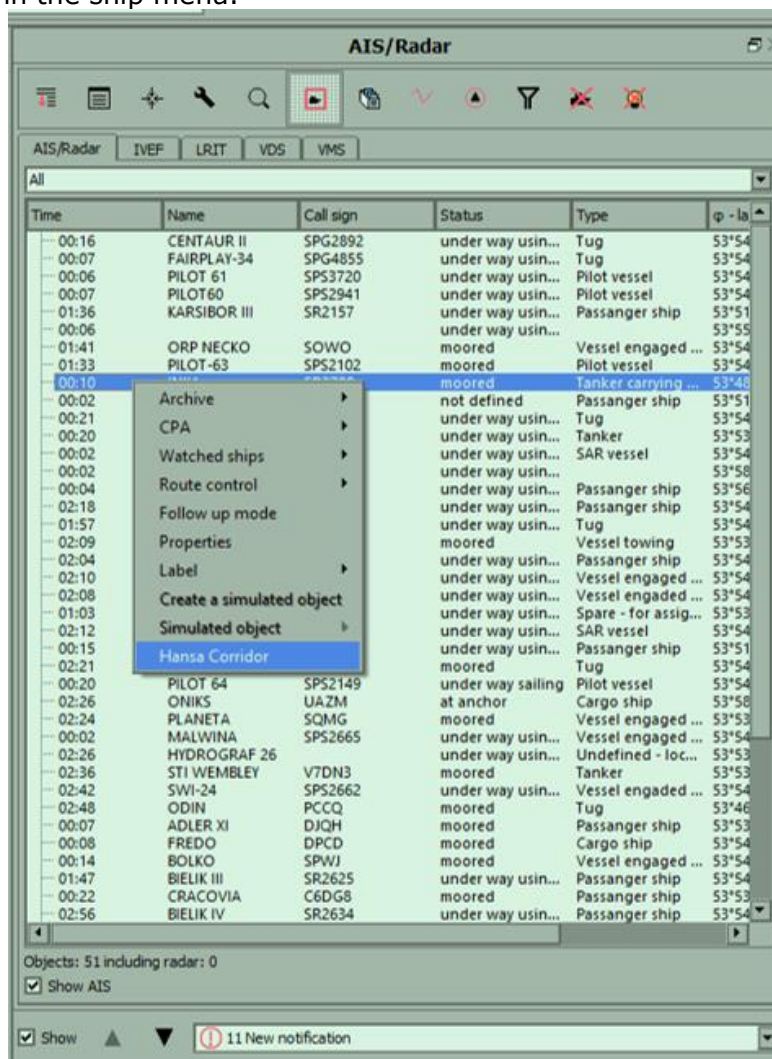 in the ship menu:
AIS/Radar
AIS/Radar IVEF LRIT VDS VMS
All
Time Name Call sign Status Type φ - la
00:16 CENTAUR II SPG2892 under way usin... Tug 53°54
00:07 FAIRPLAY-34 SPG4855 under way usin... Tug 53°54
00:06 PILOT 61 SPS3720 under way usin... Pilot vessel 53°54
00:07 PILOT60 SPS2941 under way usin... Pilot vessel 53°54
01:36 KARSIBOR III SR2157 under way usin... Passanger ship 53°51
00:06 under way usin... 53°55
01:41 ORP NECKO SOWO moored Vessel engaged ... 53°54
01:33 PILOT-63 SPS2102 moored Pilot vessel 53°54
00:10 moored Tanker carrying ... 53°48
00:02 not defined Passanger ship 53°51
00:21 under way usin... Tug 53°54
00:20 under way usin... Tanker 53°53
00:02 under way usin... SAR vessel 53°54
00:02 under way usin... 53°58
00:04 under way usin... Passanger ship 53°56
02:18 under way usin... Passanger ship 53°54
01:57 under way usin... Tug 53°54
02:09 moored Vessel towing 53°53
02:04 under way usin... Passanger ship 53°54
02:10 under way usin... Vessel engaged ... 53°54
02:08 under way usin... Vessel engaded ... 53°54
01:03 under way usin... Spare - for assig... 53°53
02:12 under way usin... SAR vessel 53°54
00:15 under way usin... Passanger ship 53°51
02:21 moored Tug 53°54
Archive
CPA
Watched ships
Route control
Follow up mode
Properties
Label
Create a simulated object
Simulated object
Hansa Corridor
00:20 PILOT 64 SPS2149 under way sailing Pilot vessel 53°54
02:26 ONIKS UAZM at anchor Cargo ship 53°58
02:24 PLANETA SQMG moored Vessel engaged ... 53°53
00:02 MALWINA SPS2665 under way usin... Vessel engaged ... 53°54
02:26 HYDROGRAF 26 under way usin... Undefined - loc... 53°53
02:36 STI WEMBLEY V7DN3 moored Tanker 53°53
02:42 SWI-24 SPS2662 under way usin... Vessel engaded ... 53°54
02:48 ODIN PCCQ moored Tug 53°46
00:07 ADLER XI DJQH moored Passanger ship 53°53
00:08 FREDO DPCD moored Cargo ship 53°54
00:14 BOLKO SPWJ moored Vessel engaged ... 53°54
01:47 BIELIK III SR2625 under way usin... Passanger ship 53°54
00:22 CRACOVIA C6DG8 moored Passanger ship 53°53
02:56 BIELIK IV SR2634 under way usin... Passanger ship 53°54
Objects: 51 including radar: 0
Show AIS
Show 11 New notification